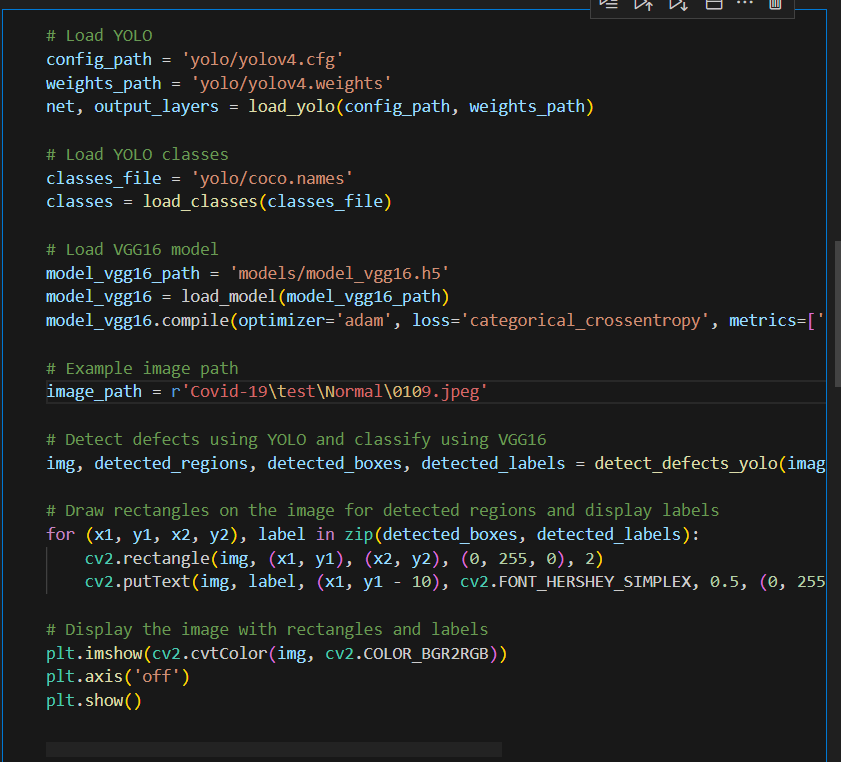 # Load YOLO
config_path = 'yolo/yolov4.cfg'
weights_path = 'yolo/yolov4.weights'
net, output_layers = load_yolo(config_path, weights_path)
# Load YOLO classes
classes_file = 'yolo/coco.names'
classes = load_classes(classes_file)
# Load VGG16 model
model_vgg16_path = 'models/model_vgg16.h5'
model_vgg16 = load_model(model_vgg16_path)
model_vgg16.compile(optimizer='adam', loss='categorical_crossentropy', metrics=['
# Example image path
image_path = r'Covid-19\test\Normal\0109.jpeg'
# Detect defects using YOLO and classify using VGG16
img, detected_regions, detected_boxes, detected_labels = detect_defects_yolo(imag
# Draw rectangles on the image for detected regions and display labels
for (x1, y1, x2, y2), label in zip(detected_boxes, detected_labels):
    cv2.rectangle(img, (x1, y1), (x2, y2), (0, 255, 0), 2)
    cv2.putText(img, label, (x1, y1 - 10), cv2.FONT_HERSHEY_SIMPLEX, 0.5, (0, 255
# Display the image with rectangles and labels
plt.imshow(cv2.cvtColor(img, cv2.COLOR_BGR2RGB))
plt.axis('off')
plt.show()